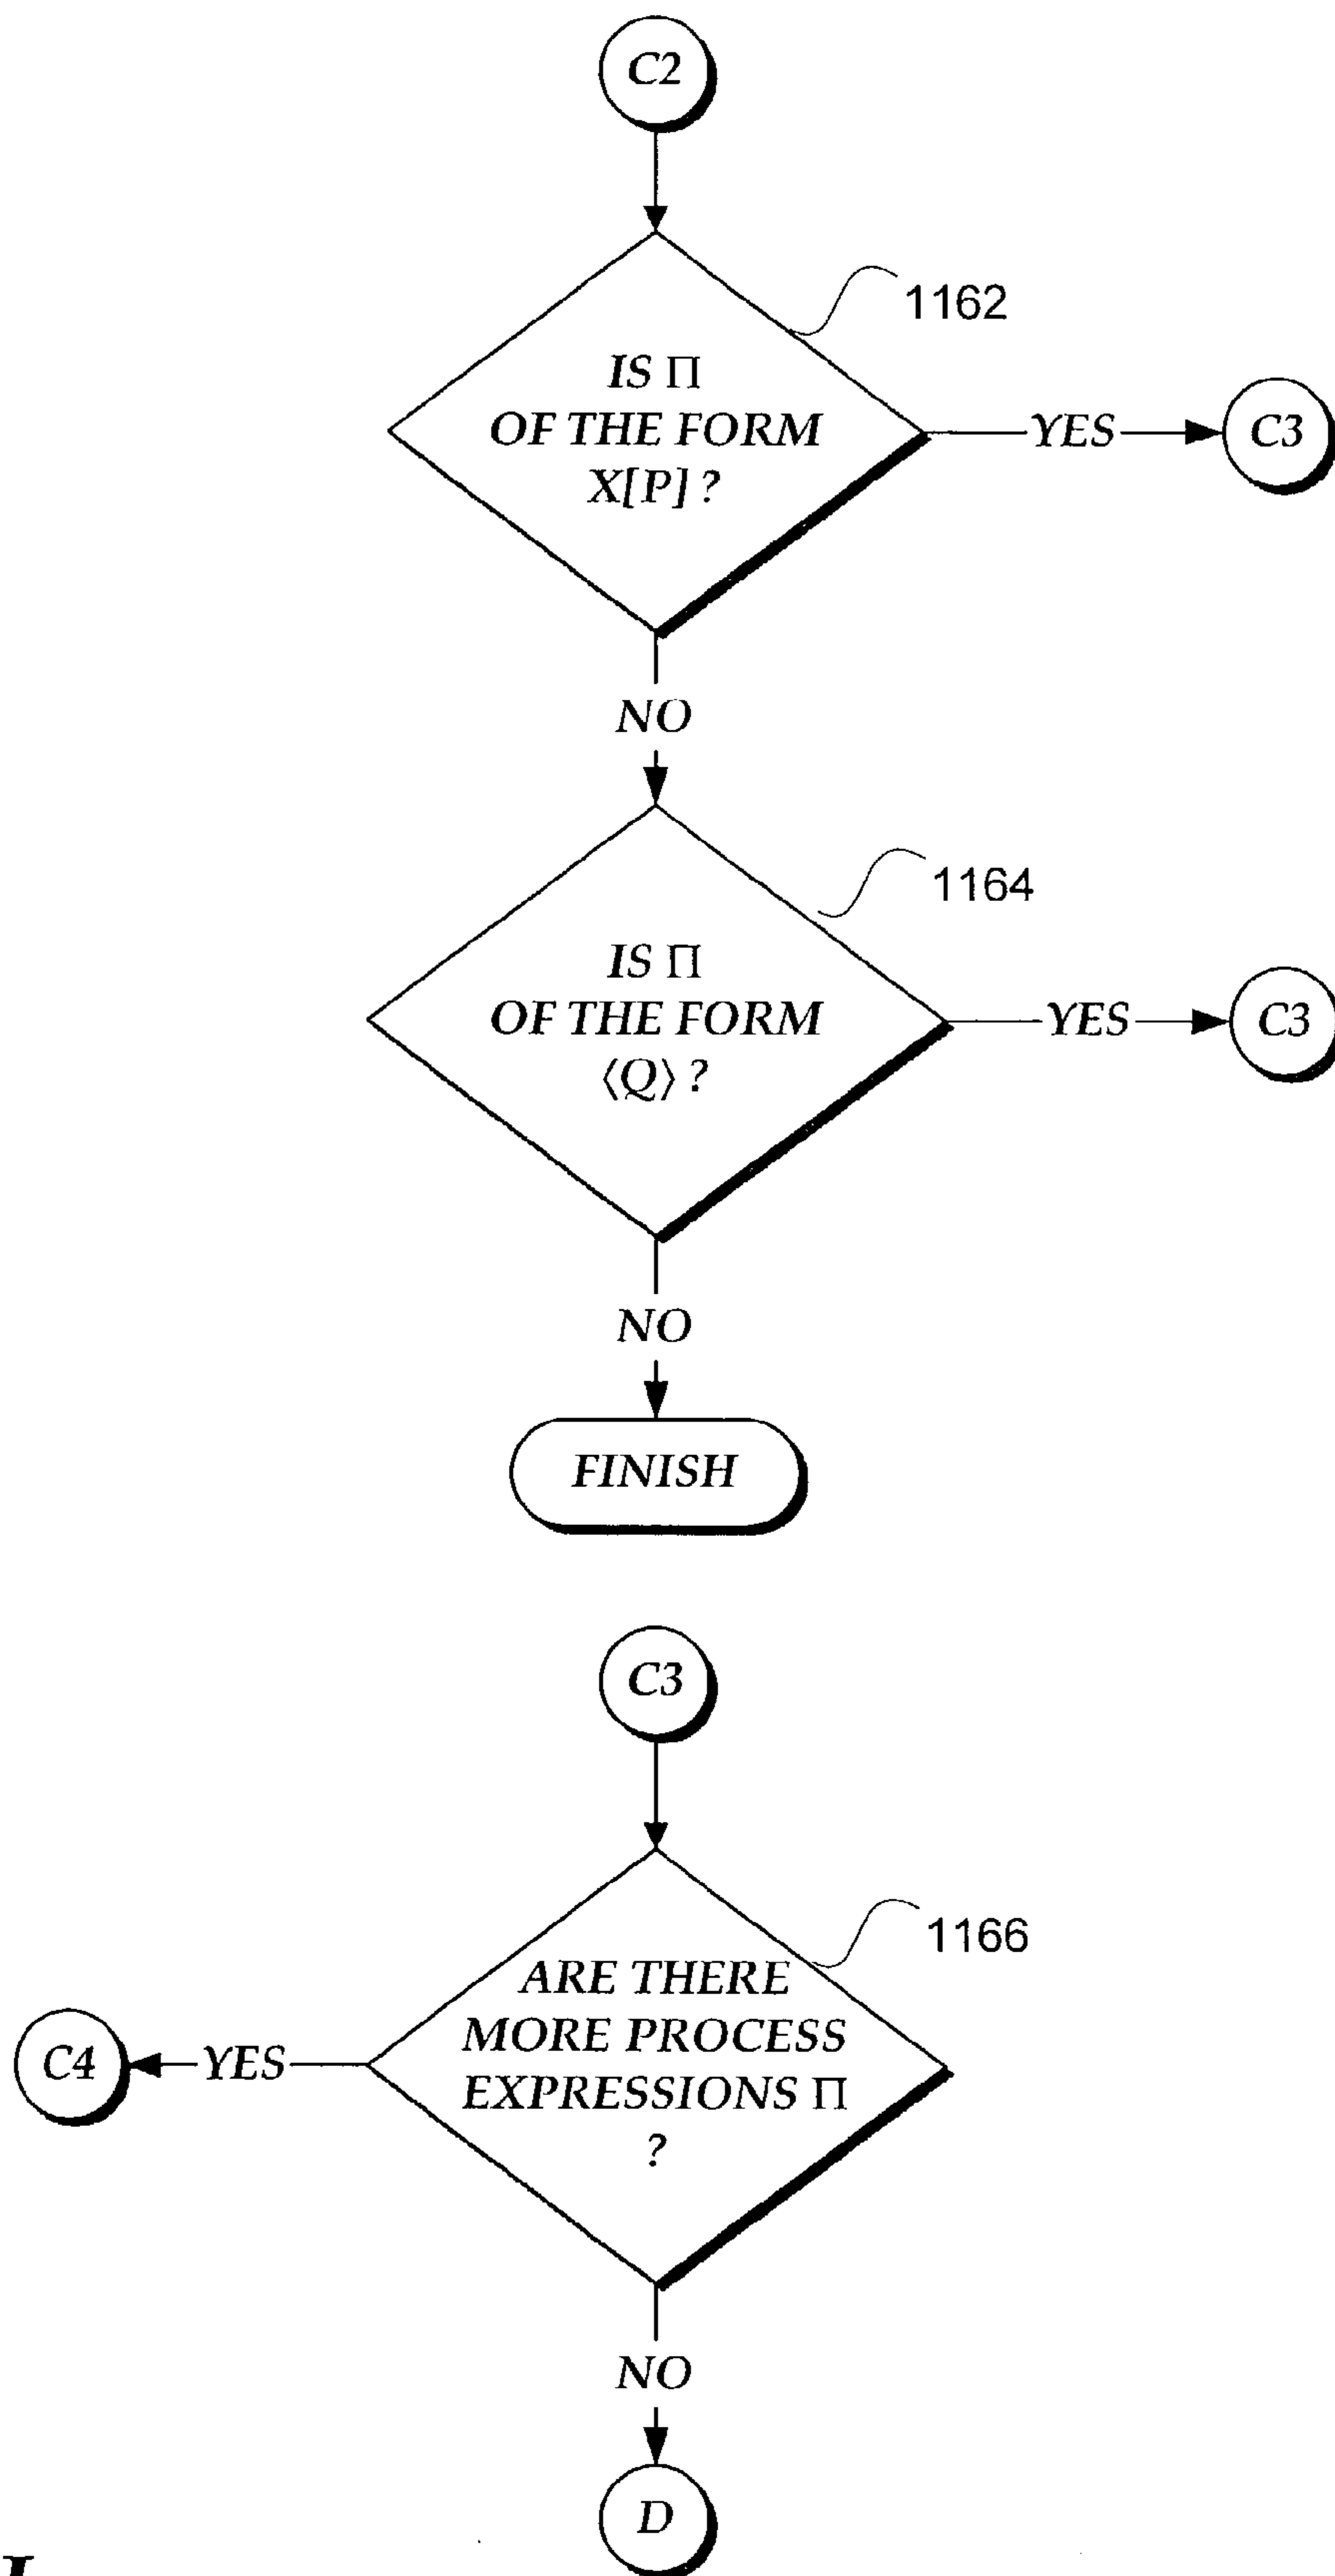 C2
1162
IS Π
OF THE FORM
X[P] ?
YES
C3
NO
1164
IS Π
OF THE FORM
⟨Q⟩ ?
YES
C3
NO
FINISH
C3
1166
ARE THERE
MORE PROCESS
EXPRESSIONS Π
?
C4
YES
NO
D